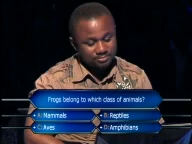 Frogs belong to which class of animals?
A: Mammals
B: Reptiles
C: Aves
D: Amphibians